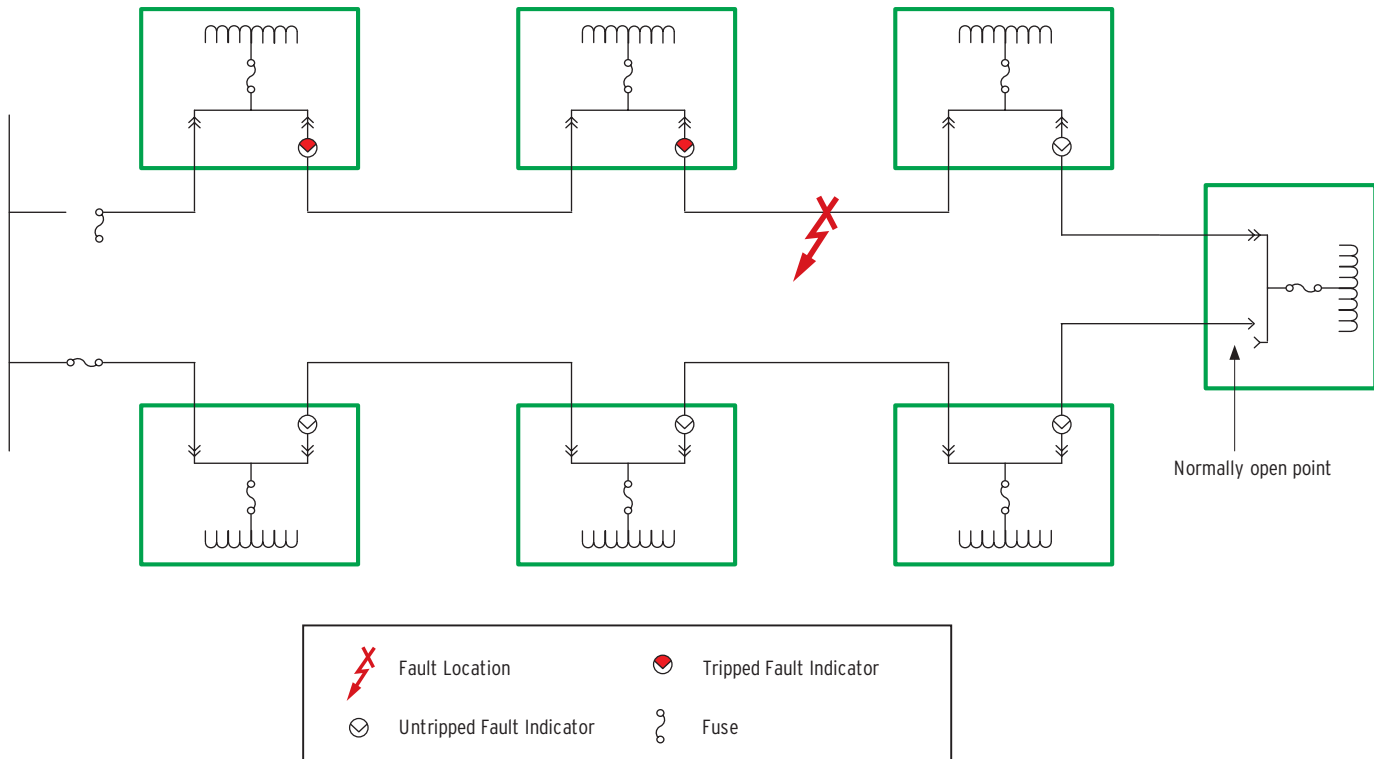 Normally open point
Fault Location
Tripped Fault Indicator
Untripped Fault Indicator
Fuse